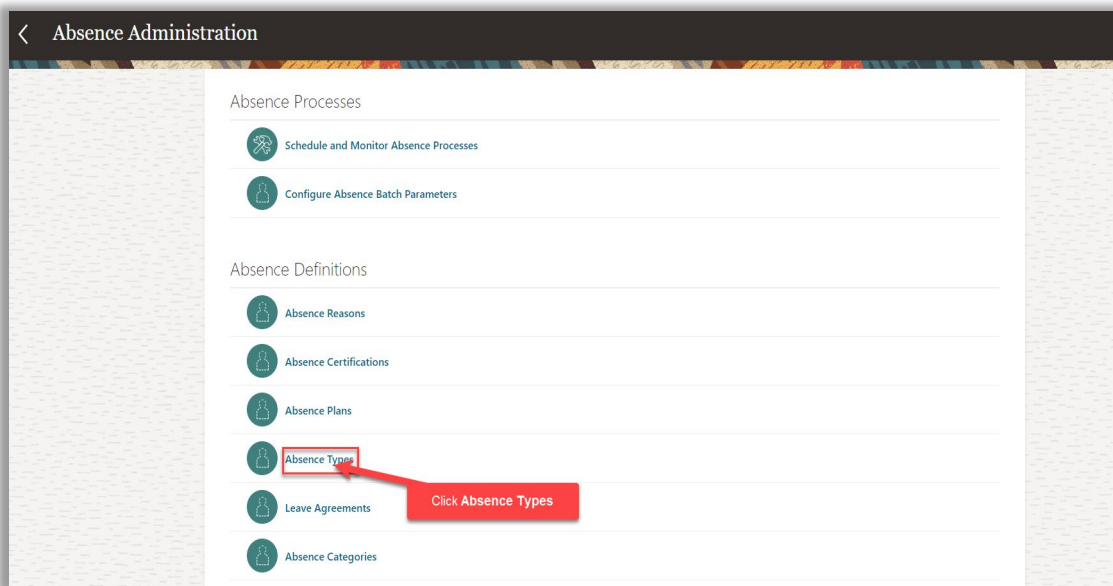 Absence Administration
Absence Processes
Schedule and Monitor Absence Processes
Configure Absence Batch Parameters
Absence Definitions
Absence Reasons
Absence Certifications
Absence Plans
Absence Types
Click Absence Types
Leave Agreements
Absence Categories